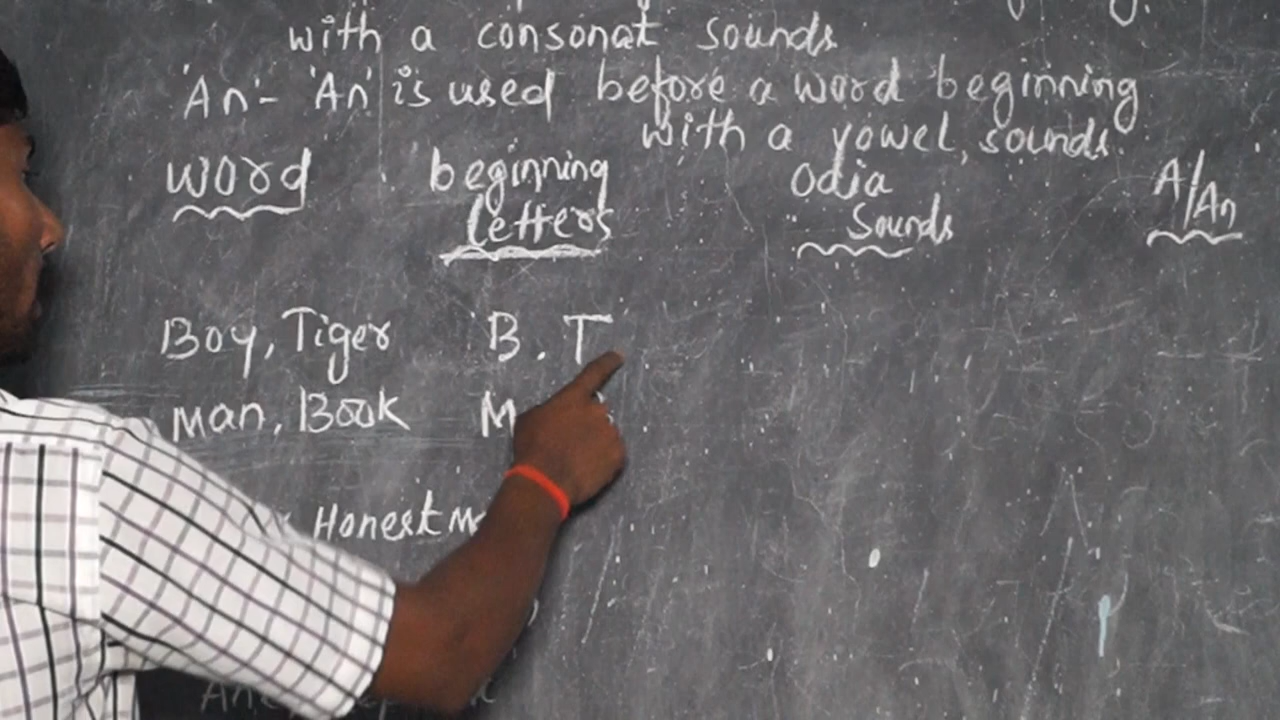 with a consonat sounds
'An'- 'An' is used before a word beginning
with a vowel, sounds.
word beginning letters Odia Sounds A/An
Boy, Tiger B . T
Man, Book M
Honest